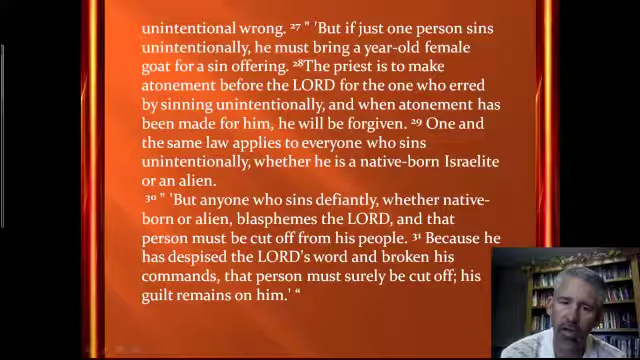 unintentional wrong. ²⁷ " 'But if just one person sins
unintentionally, he must bring a year-old female
goat for a sin offering. ²⁸The priest is to make
atonement before the LORD for the one who erred
by sinning unintentionally, and when atonement has
been made for him, he will be forgiven. ²⁹ One and
the same law applies to everyone who sins
unintentionally, whether he is a native-born Israelite
or an alien.
³⁰ " 'But anyone who sins defiantly, whether native-
born or alien, blasphemes the LORD, and that
person must be cut off from his people. ³¹ Because he
has despised the LORD's word and broken his
commands, that person must surely be cut off; his
guilt remains on him.' “